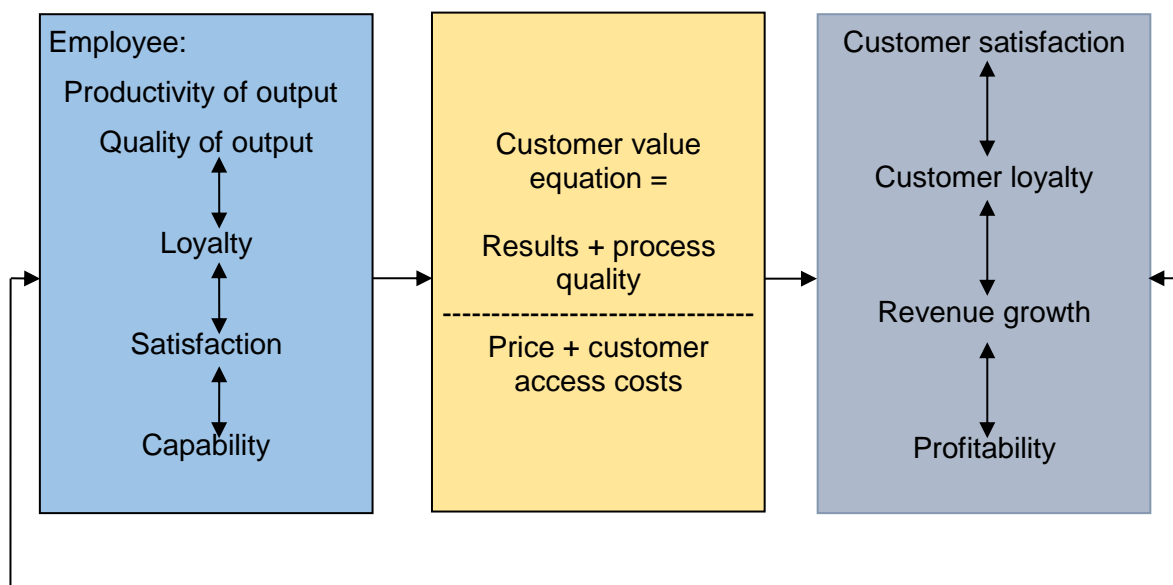 Employee:
Productivity of output
Quality of output
Loyalty
Satisfaction
Capability
Customer value
equation =
Results + process
quality
--------------------------
Price + customer
access costs
Customer satisfaction
Customer loyalty
Revenue growth
Profitability